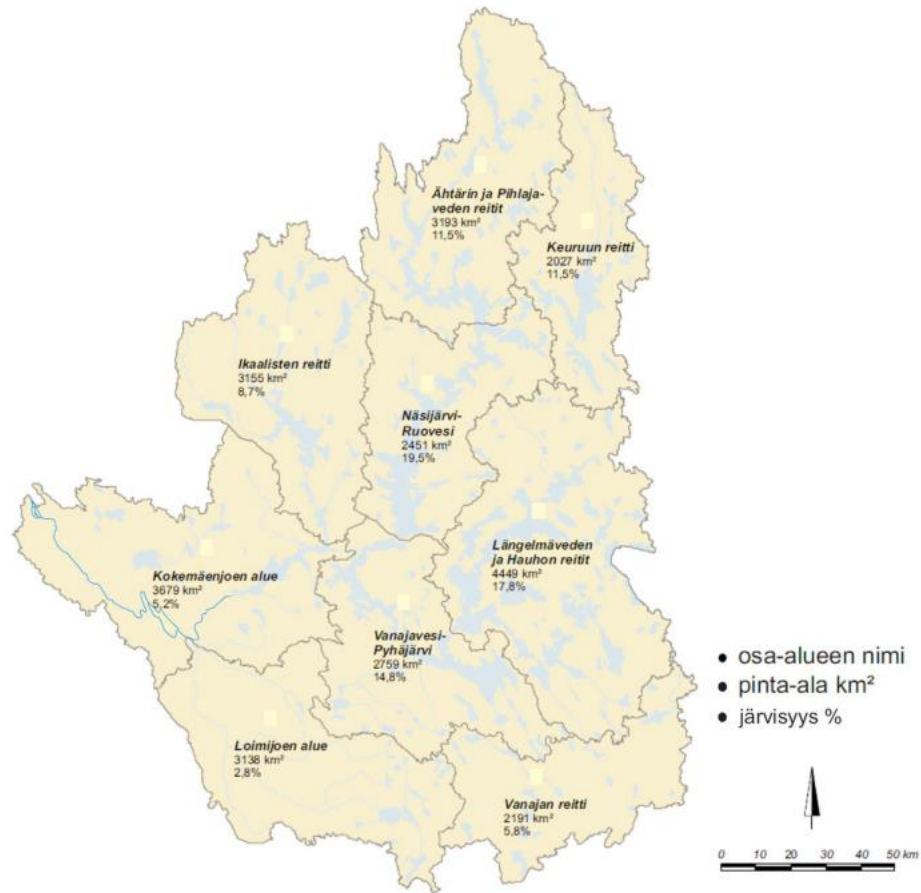 Ähtärin ja Pihlaja-
veden reitit
3193 km²
11,5%
Keuruun reitti
2027 km²
11,5%
Ikaalisten reitti
3155 km²
8,7%
Näsijärvi-
Ruovesi
2451 km²
19,5%
Längelmäveden
ja Hauhon reitit
4449 km²
17,8%
Kokemäenjoen alue
3679 km²
5,2%
Vanajavesi-
Pyhäjärvi
2759 km²
14,8%
Loimijoen alue
3138 km²
2,8%
Vanajan reitti
2191 km²
5,8%
• osa-alueen nimi
• pinta-ala km²
• järvisyys %
0 10 20 30 40 50 km